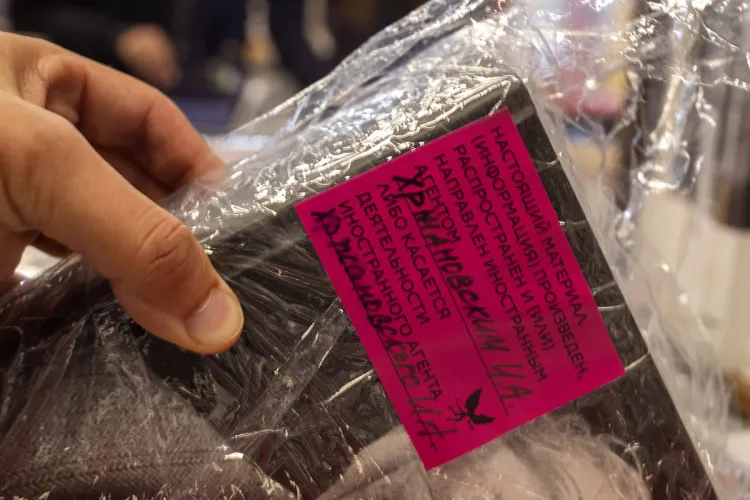 НАСТОЯЩИЙ МАТЕРИАЛ
(ИНФОРМАЦИЯ) ПРОИЗВЕДЕН,
РАСПРОСТРАНЕН И (ИЛИ)
НАПРАВЛЕН ИНОСТРАННЫМ
АГЕНТОМ
ХРЖАНОВСКИМ И.А.
ЛИБО КАСАЕТСЯ
ДЕЯТЕЛЬНОСТИ
ИНОСТРАННОГО АГЕНТА
Хржановского И.А